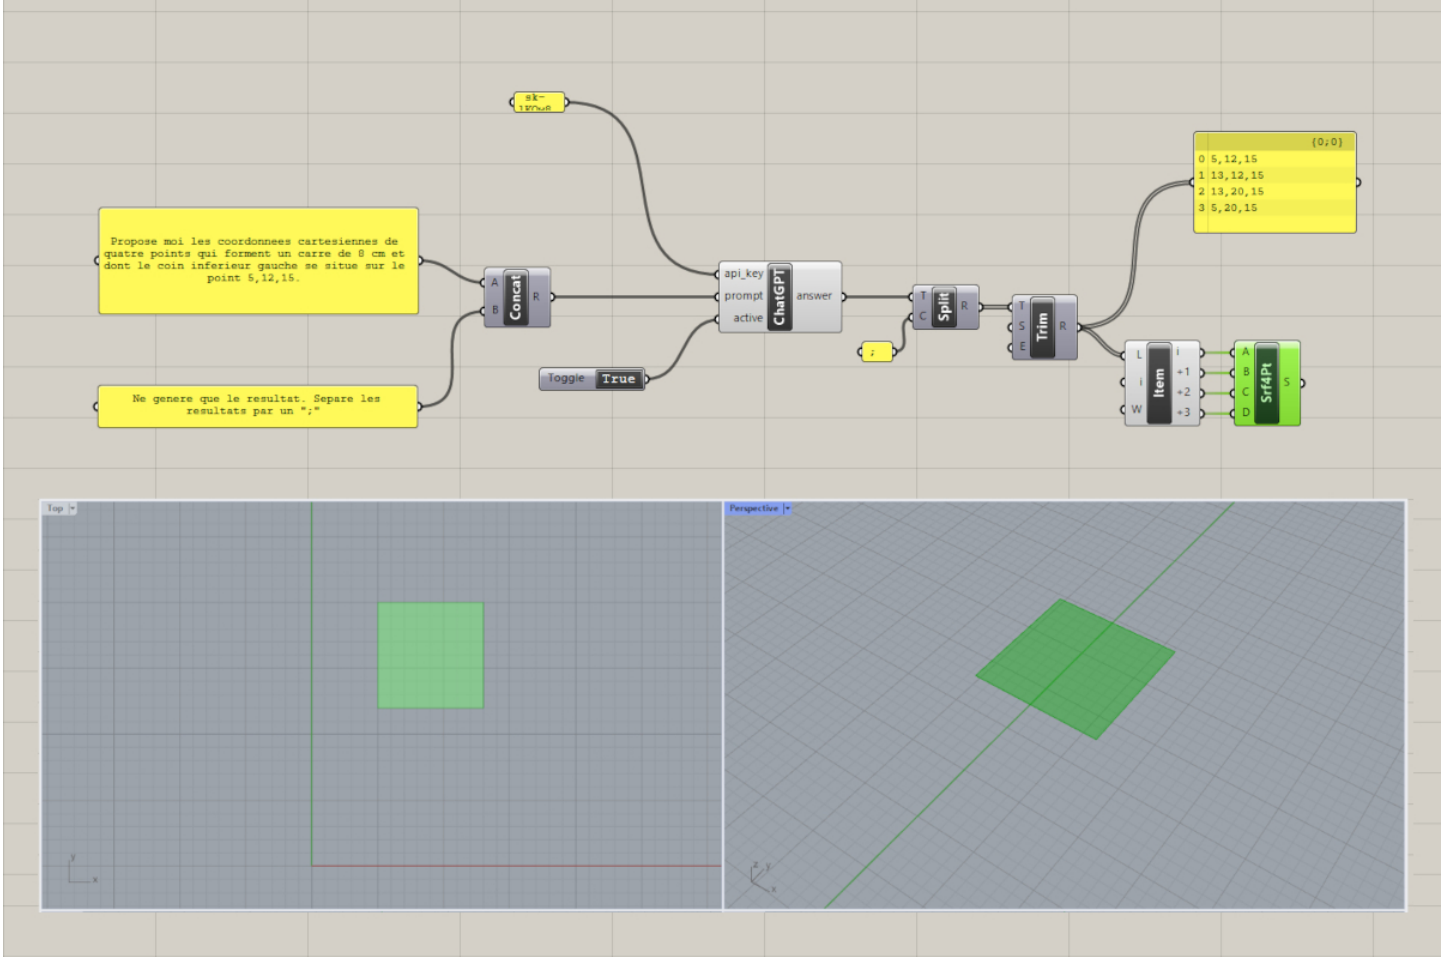 sk-
{0;0}
0 5,12,15
1 13,12,15
2 13,20,15
3 5,20,15
Propose moi les coordonnees cartesiennes de
quatre points qui forment un carre de 8 cm et
dont le coin inferieur gauche se situe sur le
point 5,12,15.
A
B
Concat
R
api_key
prompt
active
ChatGPT
answer
T
C
Split
R
T
S
E
Trim
R
;
Toggle True
L
i
W
Item
i
+1
+2
+3
A
B
C
D
Srf4Pt
S
Ne genere que le resultat. Separe les
resultats par un ";"
Top
Perspective
y
x
z
y
x